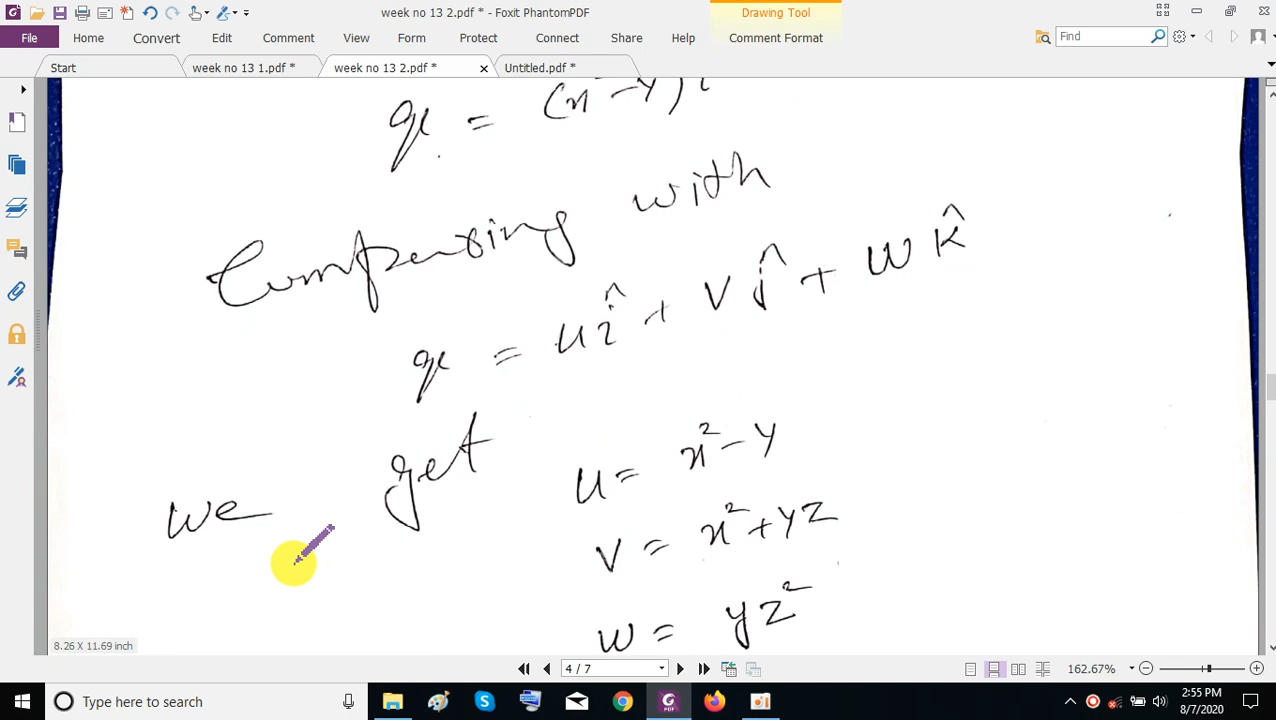 week no 13 2.pdf * - Foxit PhantomPDF
Drawing Tool
File Home Convert Edit Comment View Form Protect Connect Share Help Comment Format Find
Start week no 13 1.pdf * week no 13 2.pdf * Untitled.pdf *
= (x² - y) i
Comparing with
= u î + v ĵ + w k̂
we get u = x² - y
v = x² + yz
w = yz²
8.26 X 11.69 inch
4 / 7 162.67%
Type here to search 2:55 PM
8/7/2020